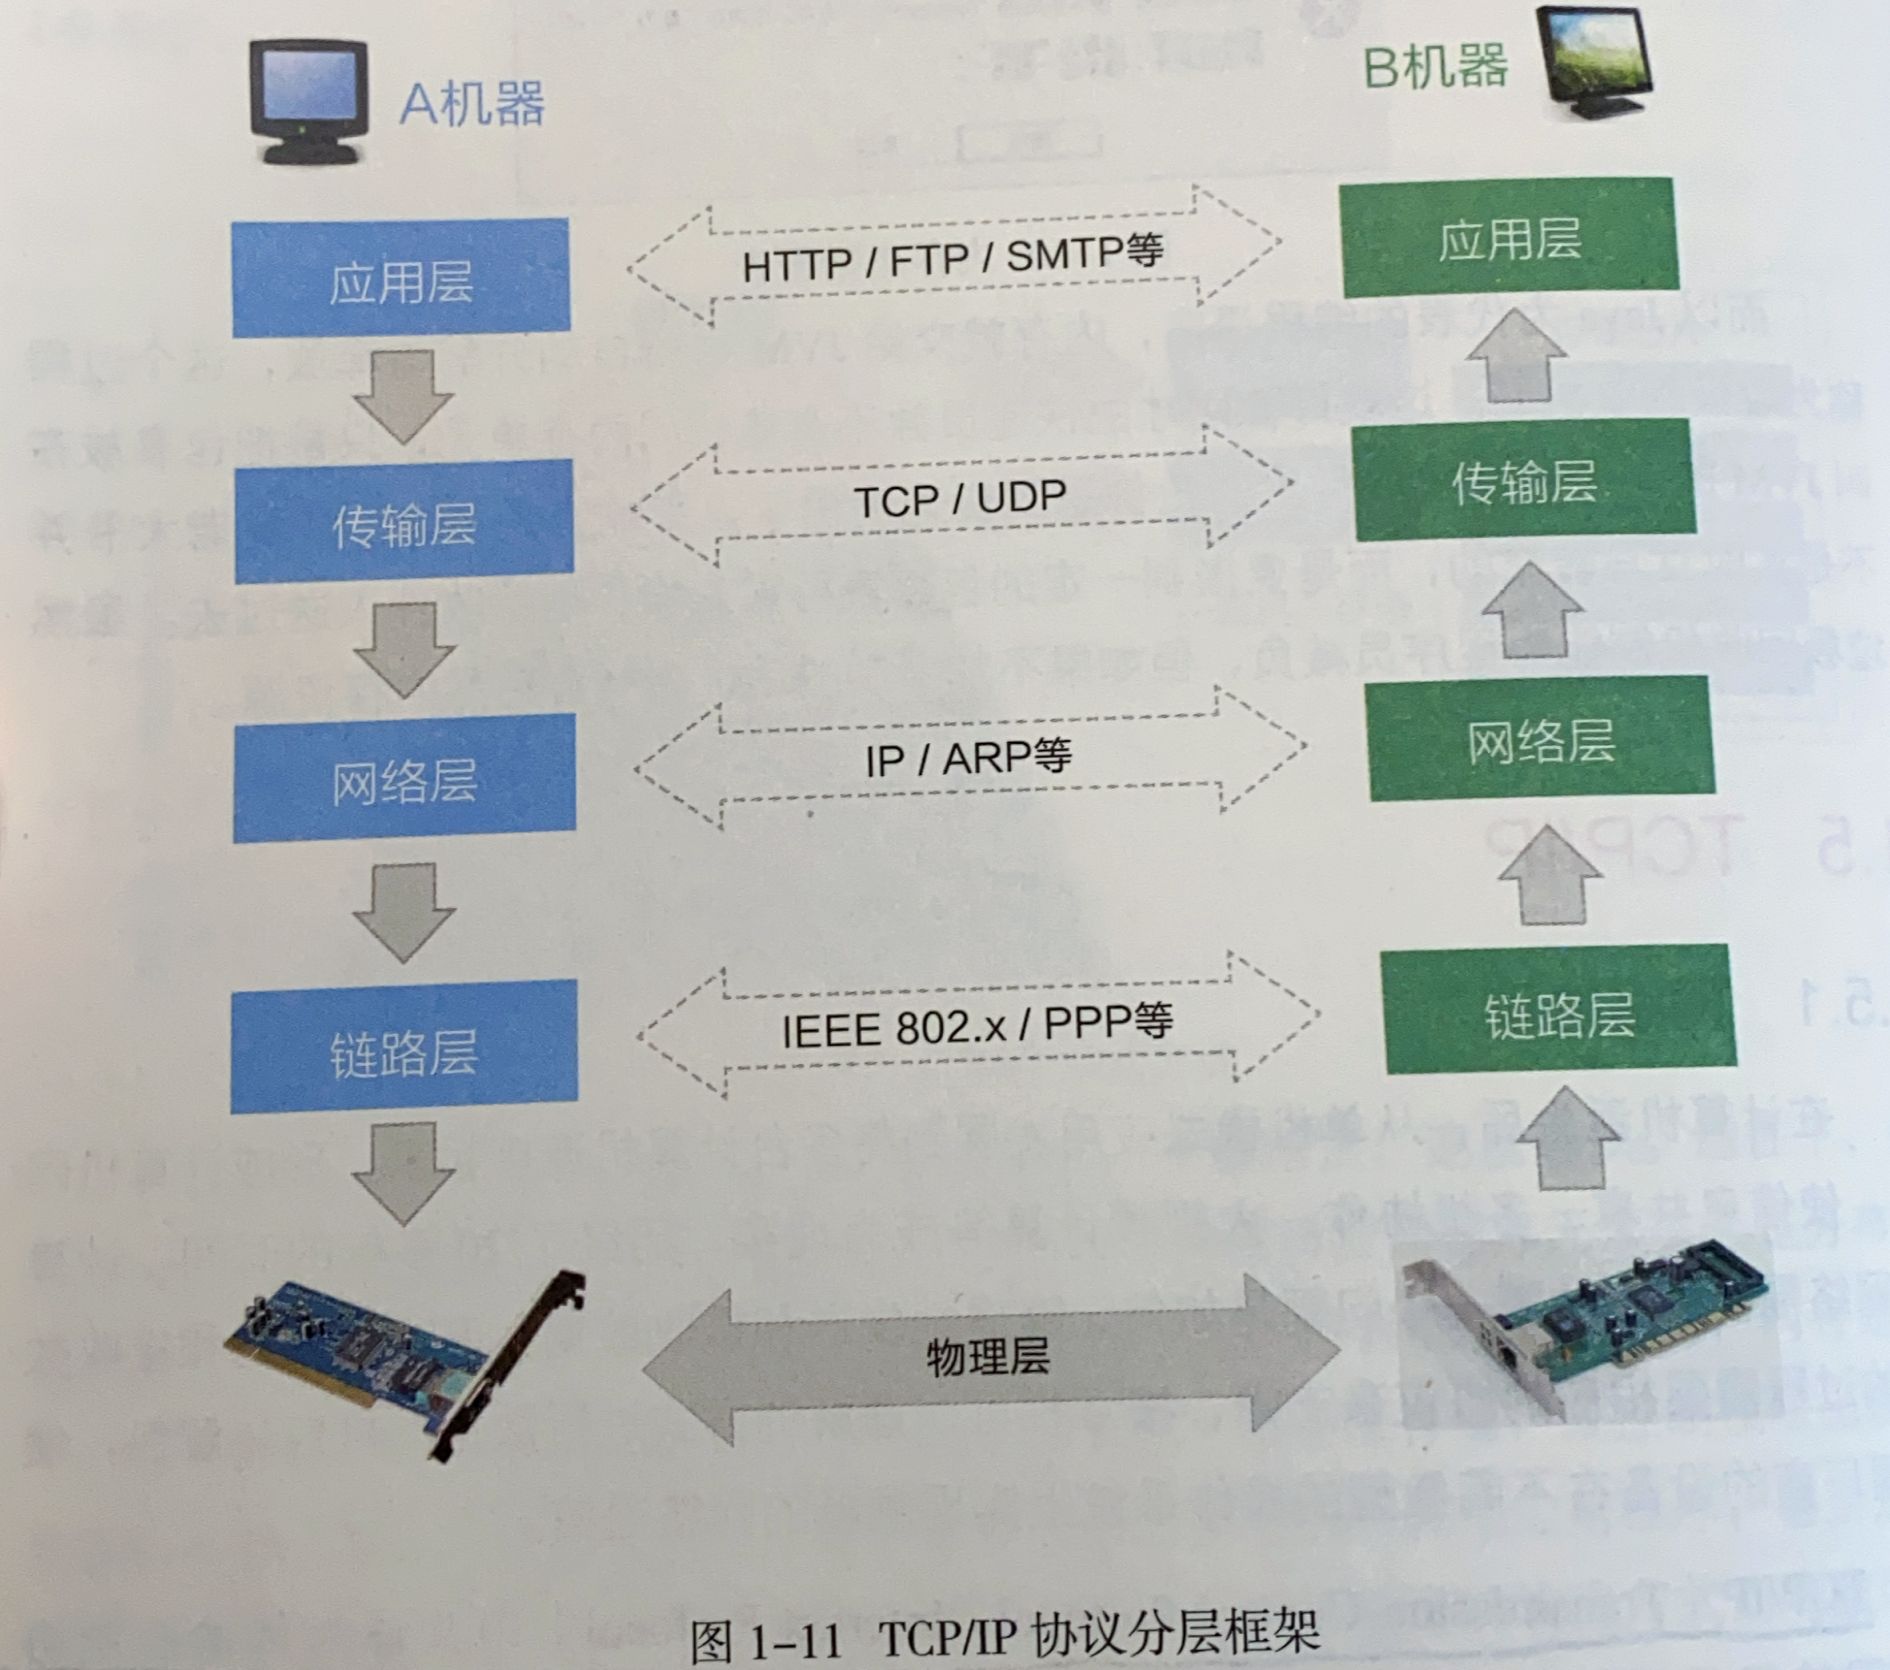 A机器
B机器
应用层
HTTP / FTP / SMTP等
应用层
传输层
TCP / UDP
传输层
网络层
IP / ARP等
网络层
链路层
IEEE 802.x / PPP等
链路层
物理层
图 1-11 TCP/IP 协议分层框架